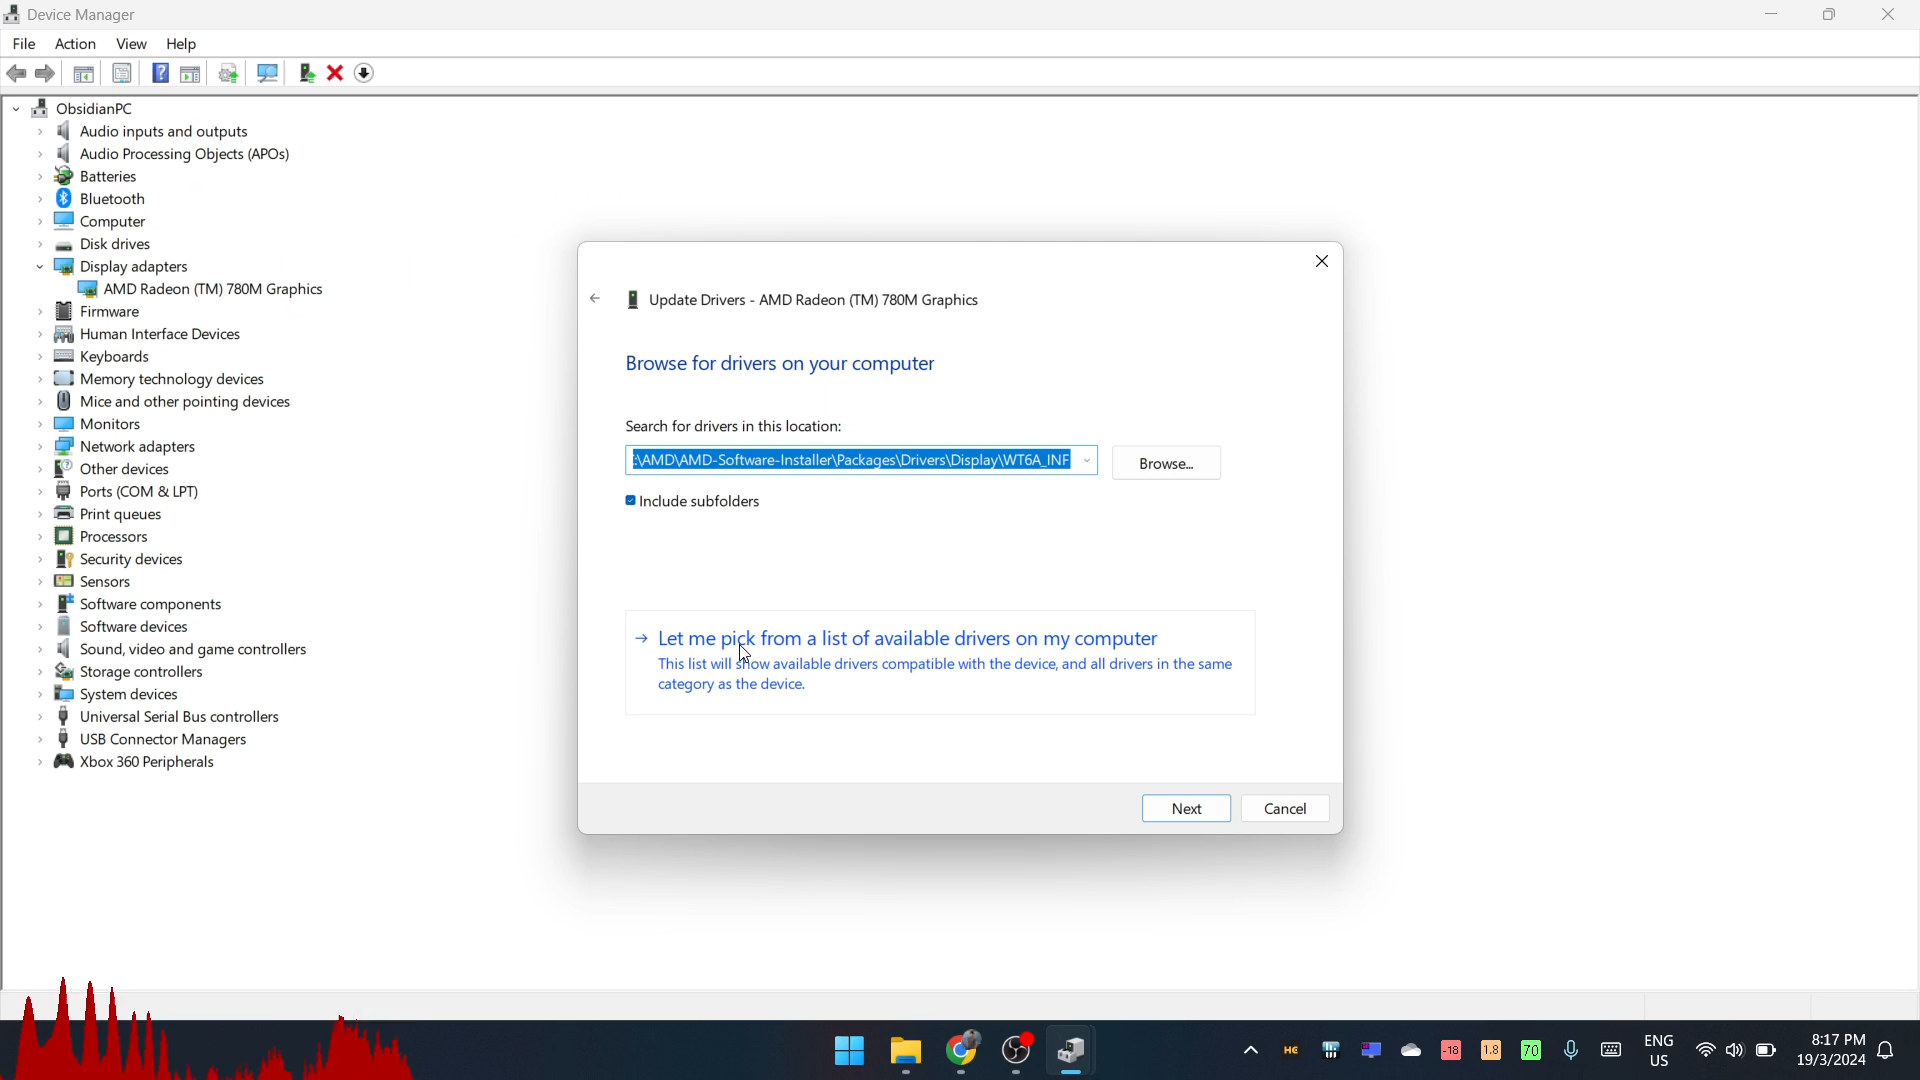 Device Manager
File Action View Help
ObsidianPC
Audio inputs and outputs
Audio Processing Objects (APOs)
Batteries
Bluetooth
Computer
Disk drives
Display adapters
AMD Radeon (TM) 780M Graphics
Firmware
Human Interface Devices
Keyboards
Memory technology devices
Mice and other pointing devices
Monitors
Network adapters
Other devices
Ports (COM & LPT)
Print queues
Processors
Security devices
Sensors
Software components
Software devices
Sound, video and game controllers
Storage controllers
System devices
Universal Serial Bus controllers
USB Connector Managers
Xbox 360 Peripherals
Update Drivers - AMD Radeon (TM) 780M Graphics
Browse for drivers on your computer
Search for drivers in this location:
:\AMD\AMD-Software-Installer\Packages\Drivers\Display\WT6A_INF
Browse...
Include subfolders
Let me pick from a list of available drivers on my computer
This list will show available drivers compatible with the device, and all drivers in the same
category as the device.
Next
Cancel
HC
-18
1.8
70
ENG
US
8:17 PM
19/3/2024